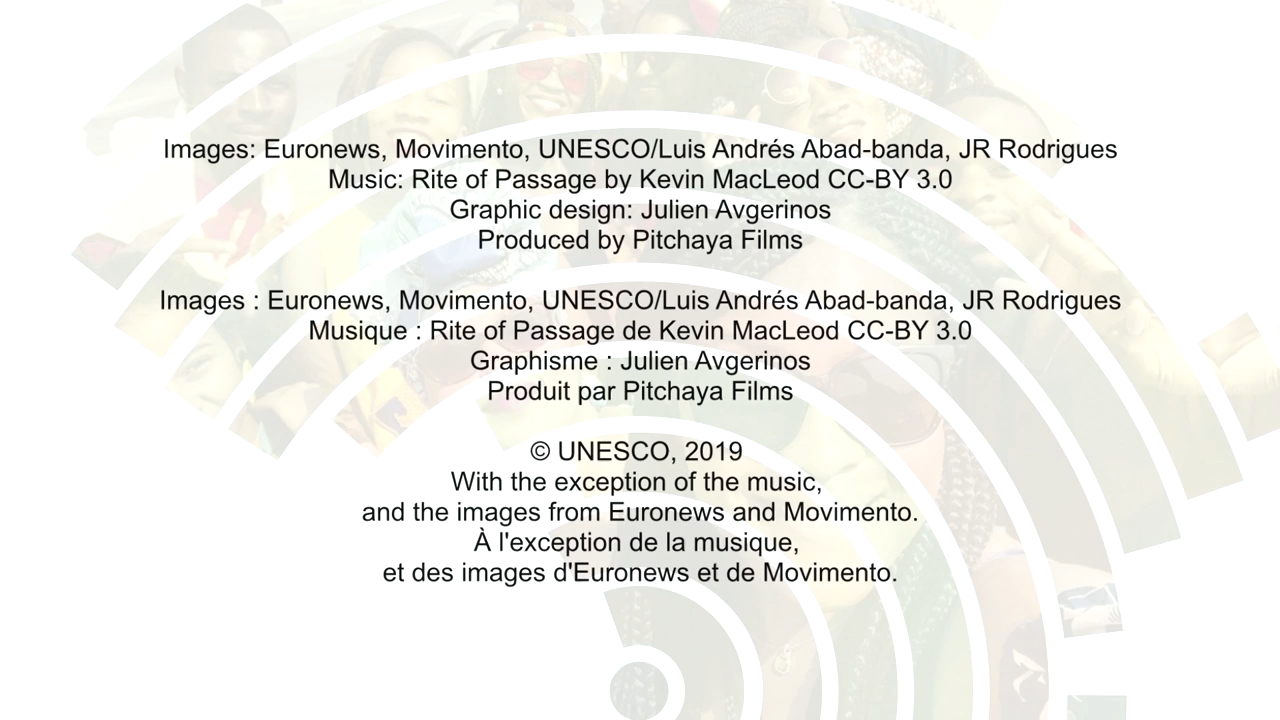 Images: Euronews, Movimento, UNESCO/Luis Andrés Abad-banda, JR Rodrigues
Music: Rite of Passage by Kevin MacLeod CC-BY 3.0
Graphic design: Julien Avgerinos
Produced by Pitchaya Films
Images : Euronews, Movimento, UNESCO/Luis Andrés Abad-banda, JR Rodrigues
Musique : Rite of Passage de Kevin MacLeod CC-BY 3.0
Graphisme : Julien Avgerinos
Produit par Pitchaya Films
© UNESCO, 2019
With the exception of the music,
and the images from Euronews and Movimento.
À l'exception de la musique,
et des images d'Euronews et de Movimento.